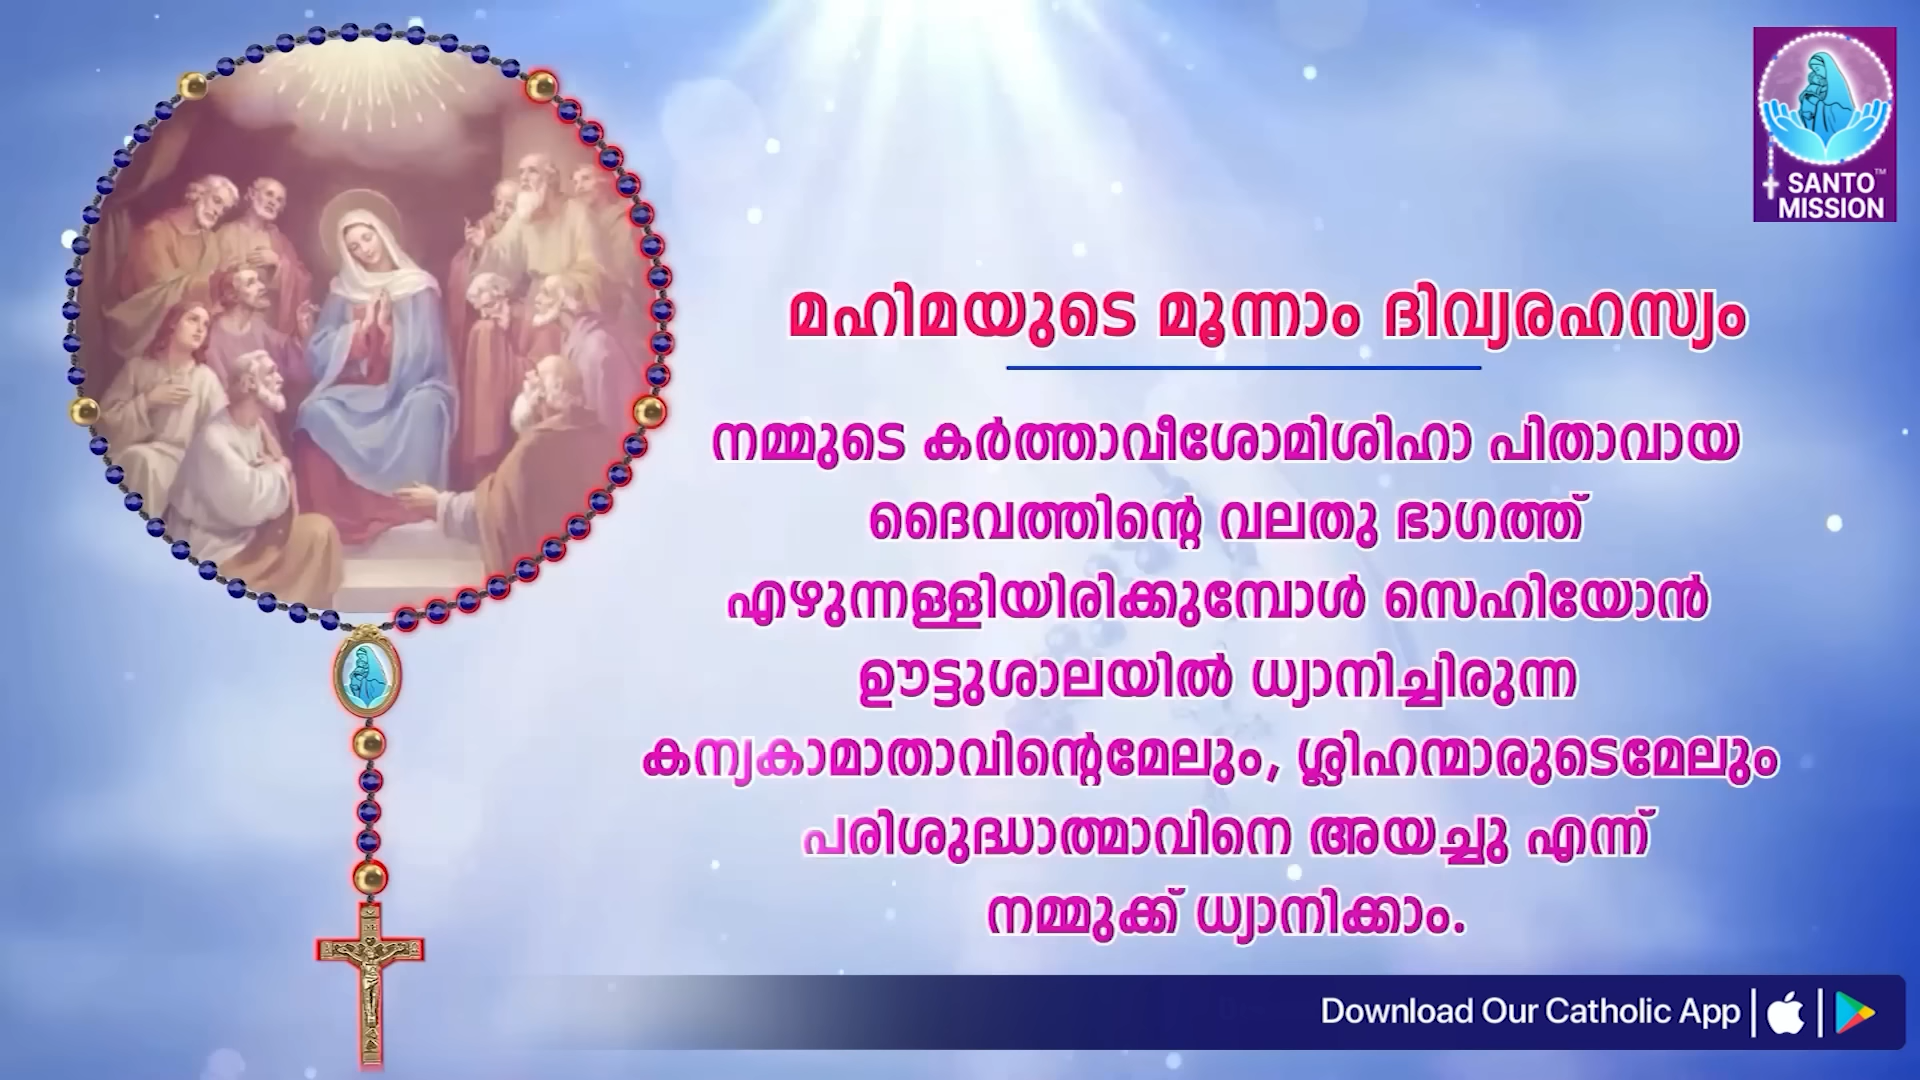 SANTO™
MISSION
മഹിമയുടെ മൂന്നാം ദിവ്യരഹസ്യം
നമ്മുടെ കർത്താവീശോമിശിഹാ പിതാവായ
ദൈവത്തിന്റെ വലതു ഭാഗത്ത്
എഴുന്നള്ളിയിരിക്കുമ്പോൾ സെഹിയോൻ
ഊട്ടുശാലയിൽ ധ്യാനിച്ചിരുന്ന
കന്യകാമാതാവിന്റെമേലും, ശ്ലിഹന്മാരുടെമേലും
പരിശുദ്ധാത്മാവിനെ അയച്ചു എന്ന്
നമ്മുക്ക് ധ്യാനിക്കാം.
Download Our Catholic App